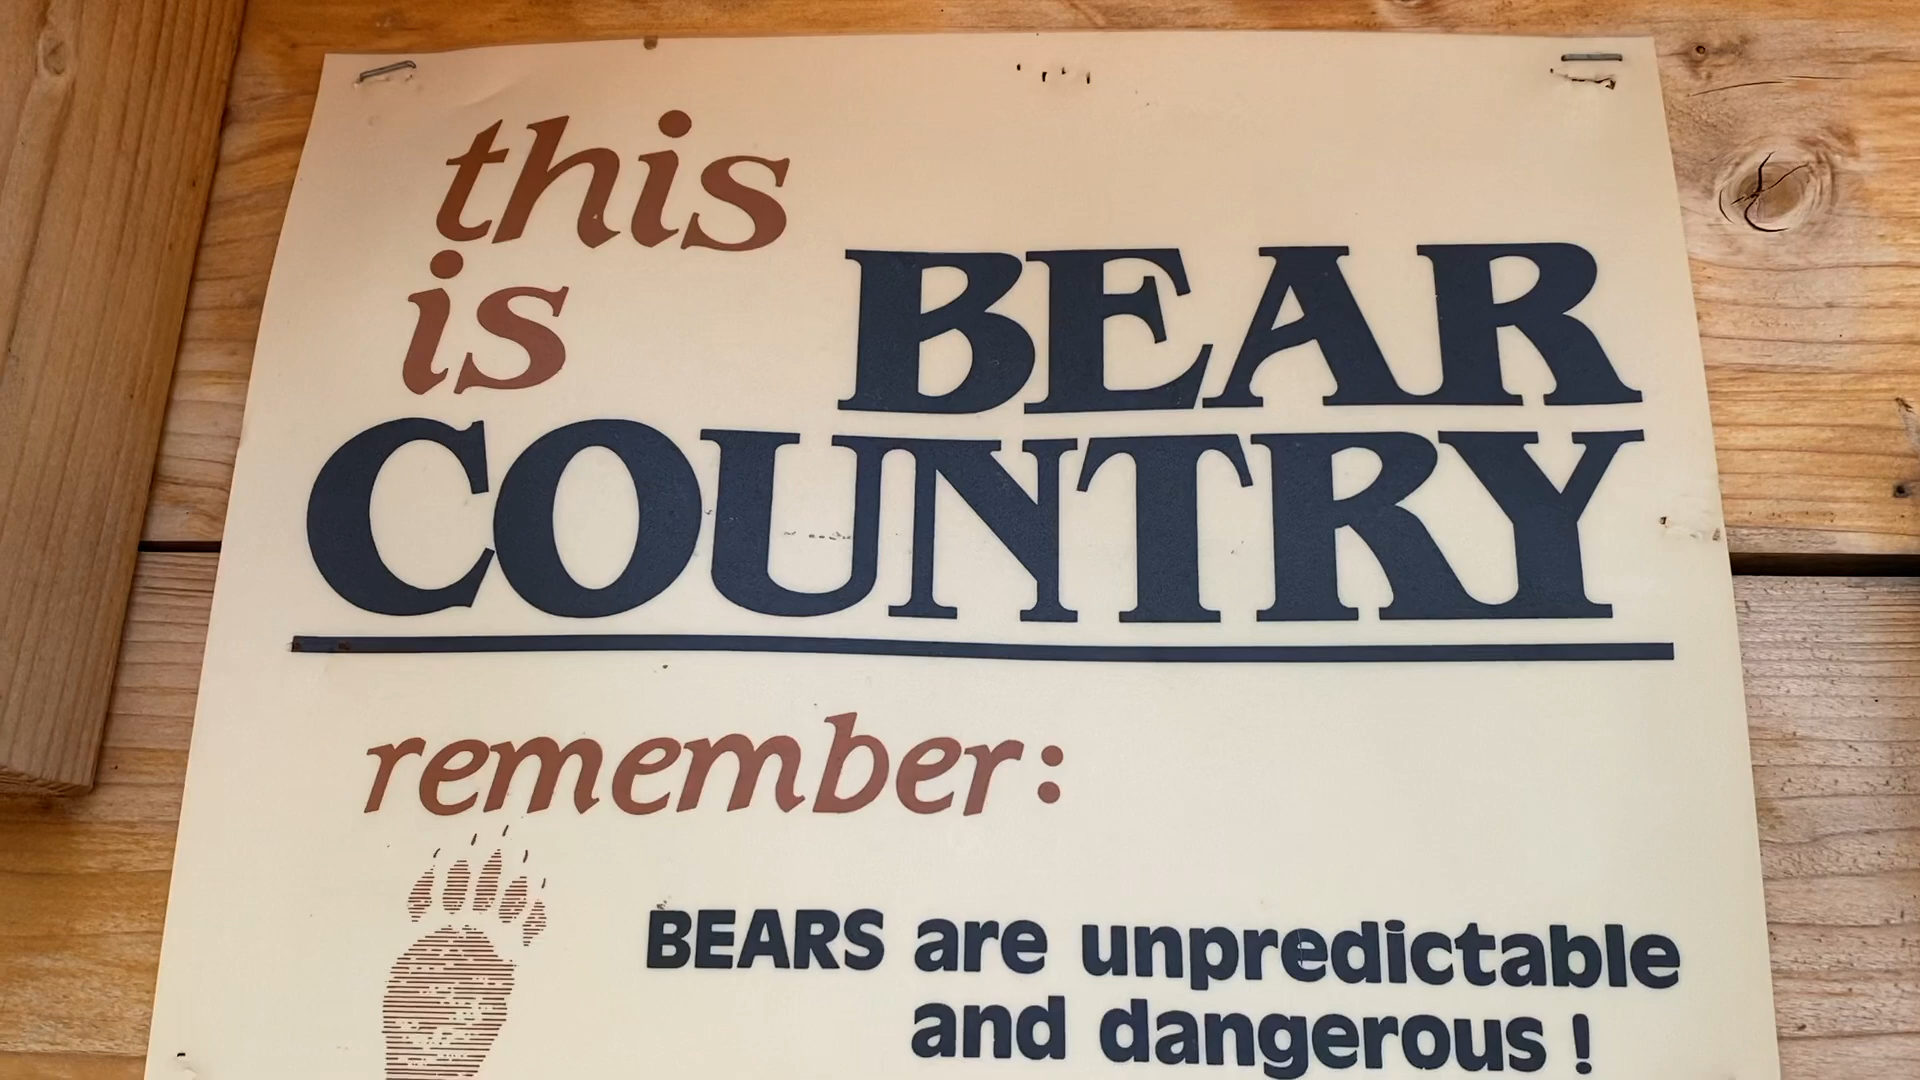 this
is BEAR
COUNTRY
remember:
BEARS are unpredictable
and dangerous !